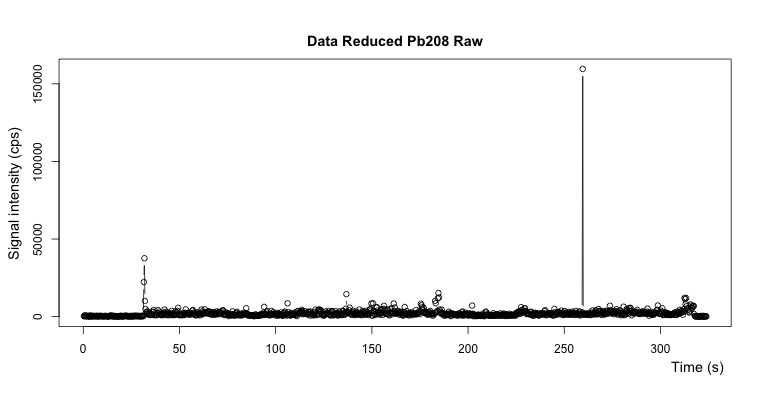 Data Reduced Pb208 Raw
Signal intensity (cps)
150000
100000
50000
0
0 50 100 150 200 250 300
Time (s)